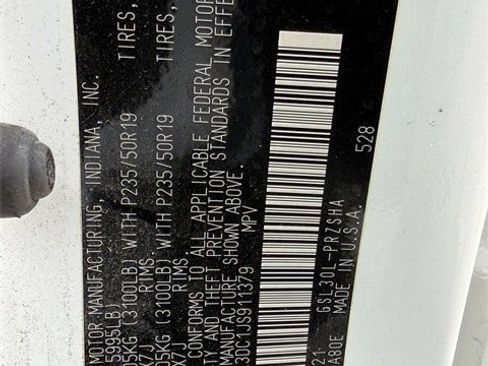 MOTOR MANUFACTURING, INDIANA, INC.
5995LB
05KG (3100LB) WITH P235/50R19 TIRES,
X7J RIMS,
05KG (3100LB) WITH P235/50R19 TIRES,
X7J RIMS,
CONFORMS TO ALL APPLICABLE FEDERAL MOTOR
TY AND THEFT PREVENTION STANDARDS IN EFFE
MANUFACTURE SHOWN ABOVE.
3DC1JS911379 MPV
21- GSL30L-PRZSHA 528
A80E MADE IN U.S.A.